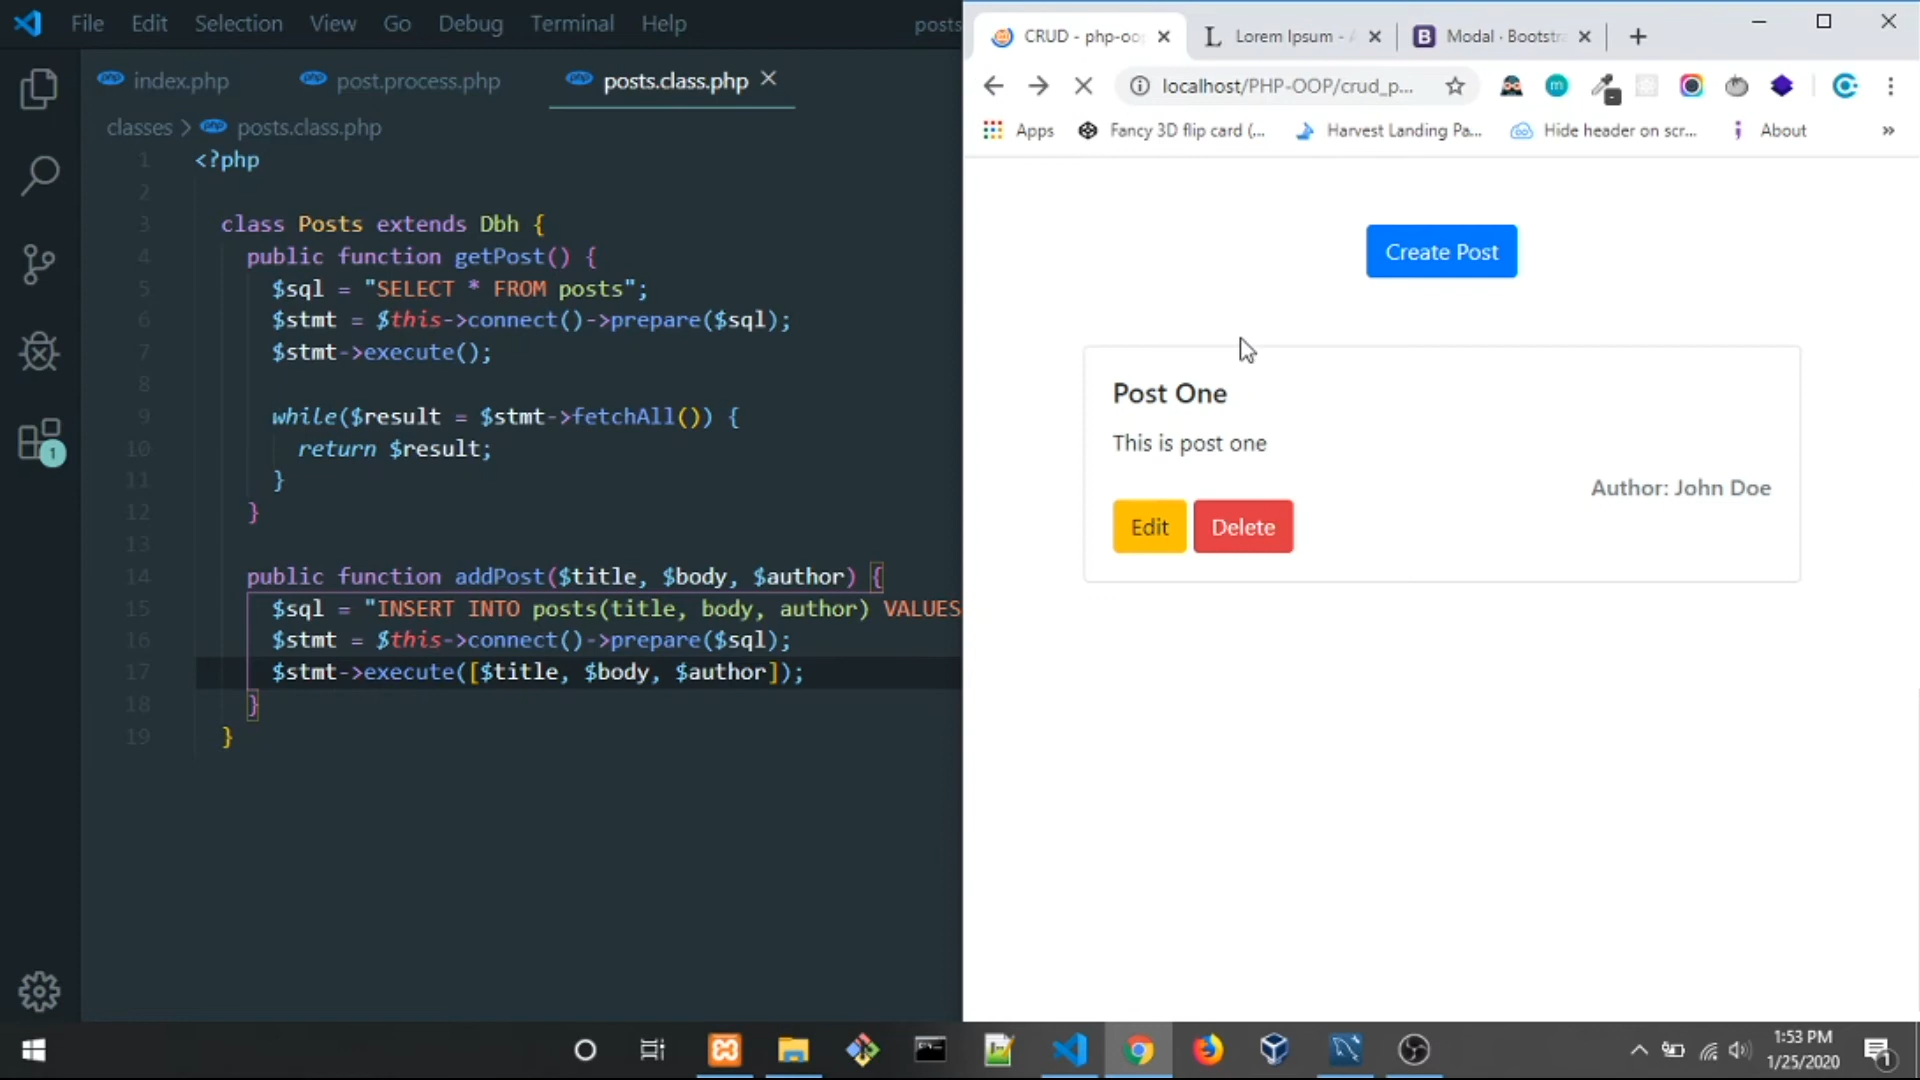 File Edit Selection View Go Debug Terminal Help posts
index.php post.process.php posts.class.php
classes > posts.class.php
1 <?php
2
3 class Posts extends Dbh {
4 public function getPost() {
5 $sql = "SELECT * FROM posts";
6 $stmt = $this->connect()->prepare($sql);
7 $stmt->execute();
8
9 while($result = $stmt->fetchAll()) {
10 return $result;
11 }
12 }
13
14 public function addPost($title, $body, $author) {
15 $sql = "INSERT INTO posts(title, body, author) VALUES
16 $stmt = $this->connect()->prepare($sql);
17 $stmt->execute([$title, $body, $author]);
18 }
19 }
1
CRUD - php-oo
Lorem Ipsum -
Modal · Bootstr
localhost/PHP-OOP/crud_p...
Apps Fancy 3D flip card (... Harvest Landing Pa... Hide header on scr... About »
Create Post
Post One
This is post one
Author: John Doe
Edit Delete
1:53 PM
1/25/2020
1